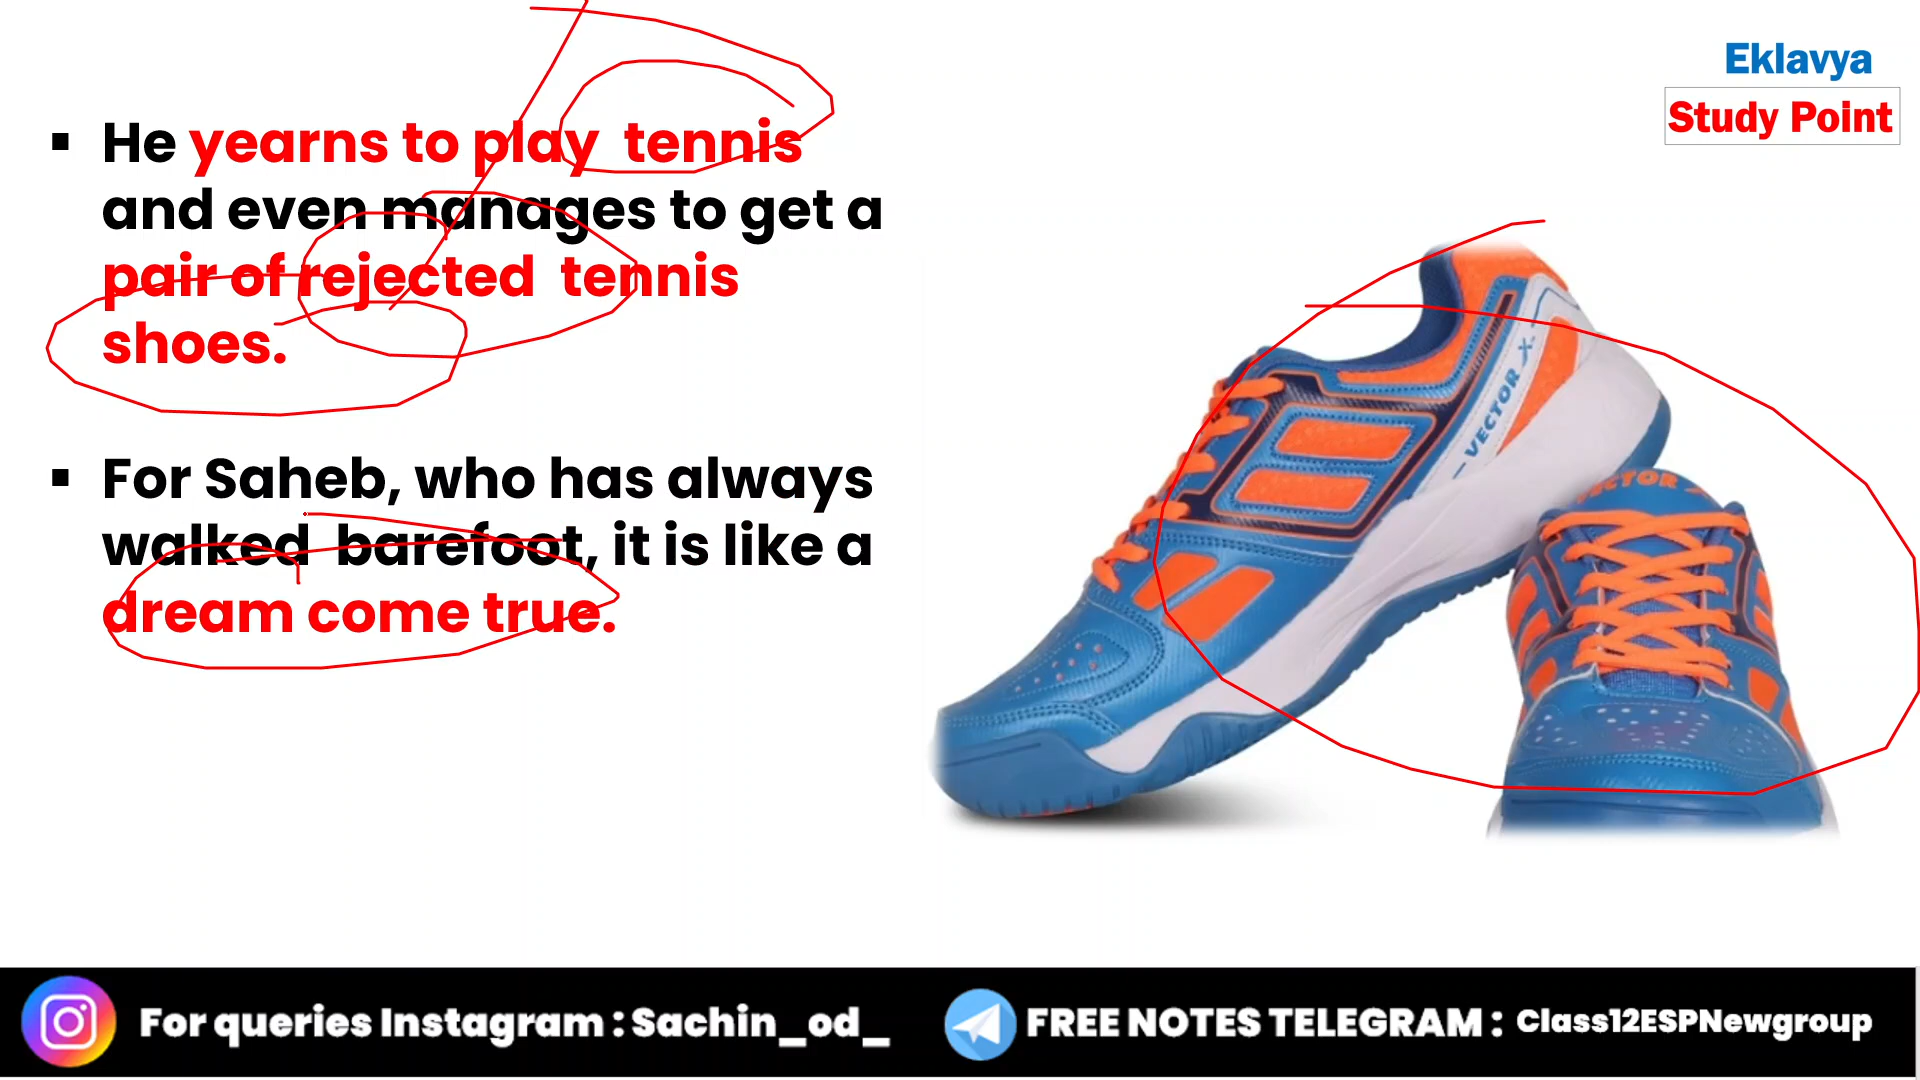 Eklavya
Study Point
▪ He yearns to play tennis
and even manages to get a
pair of rejected tennis
shoes.
▪ For Saheb, who has always
walked barefoot, it is like a
dream come true.
VECTOR X
VECTOR X
For queries Instagram : Sachin_od_
FREE NOTES TELEGRAM : Class12ESPNewgroup